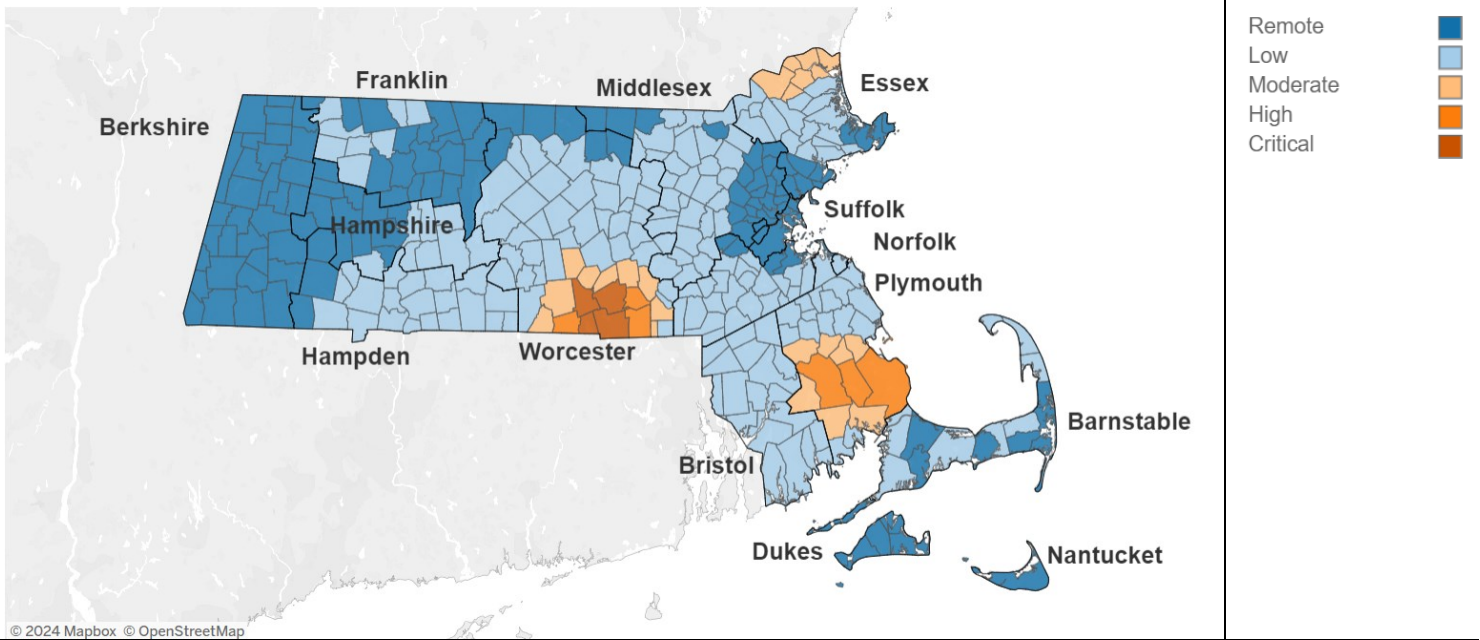 Remote
Low
Moderate
High
Critical
Franklin
Middlesex
Essex
Berkshire
Suffolk
Hampshire
Norfolk
Plymouth
Hampden
Worcester
Barnstable
Bristol
Dukes
Nantucket
© 2024 Mapbox © OpenStreetMap